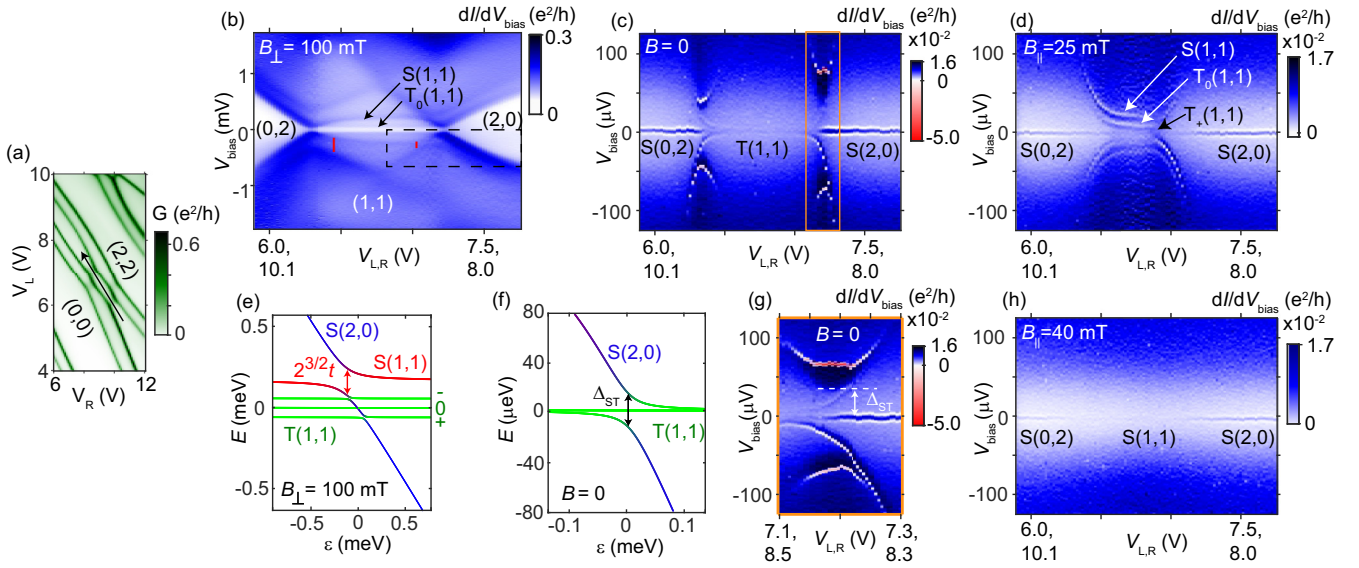 (a)
G (e²/h)
0.6
0
10
8
6
4
V_L (V)
(2,2)
(0,0)
6
12
V_R (V)
(b)
dI/dV_bias (e²/h)
0.3
0
B_⊥= 100 mT
S(1,1)
T₀(1,1)
(0,2)
(2,0)
(1,1)
1
0
-1
V_bias(mV)
6.0,
10.1
7.5,
8.0
V_L,R (V)
(c)
dI/dV_bias (e²/h)
x10⁻²
1.6
0
-5.0
B= 0
S(0,2)
T(1,1)
S(2,0)
100
0
-100
V_bias(µV)
6.0,
10.1
7.5,
8.0
V_L,R (V)
(d)
dI/dV_bias (e²/h)
x10⁻²
1.7
0
B_||=25 mT
S(1,1)
T₀(1,1)
T₊(1,1)
S(0,2)
S(2,0)
100
0
-100
V_bias (µV)
6.0,
10.1
7.5,
8.0
V_L,R (V)
(e)
0.5
0
-0.5
E (meV)
S(2,0)
2^3/2 t
S(1,1)
-
0
+
T(1,1)
B_⊥= 100 mT
-0.5
0
0.5
ε (meV)
(f)
80
40
0
-40
-80
E (µeV)
S(2,0)
Δ_ST
T(1,1)
B = 0
-0.1
0
0.1
ε (meV)
(g)
dI/dV_bias (e²/h)
x10⁻²
1.6
0
-5.0
B = 0
Δ_ST
100
0
-100
V_bias (µV)
7.1,
8.5
7.3,
8.3
V_L,R (V)
(h)
dI/dV_bias (e²/h)
x10⁻²
1.7
0
B_||=40 mT
S(0,2)
S(1,1)
S(2,0)
100
0
-100
V_bias (µV)
6.0,
10.1
7.5,
8.0
V_L,R (V)